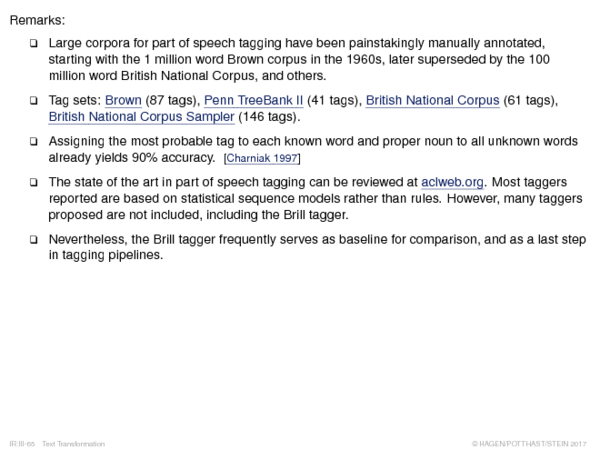 Remarks:
❑ Large corpora for part of speech tagging have been painstakingly manually annotated,
starting with the 1 million word Brown corpus in the 1960s, later superseded by the 100
million word British National Corpus, and others.
❑ Tag sets: Brown (87 tags), Penn TreeBank II (41 tags), British National Corpus (61 tags),
British National Corpus Sampler (146 tags).
❑ Assigning the most probable tag to each known word and proper noun to all unknown words
already yields 90% accuracy. [Charniak 1997]
❑ The state of the art in part of speech tagging can be reviewed at aclweb.org. Most taggers
reported are based on statistical sequence models rather than rules. However, many taggers
proposed are not included, including the Brill tagger.
❑ Nevertheless, the Brill tagger frequently serves as baseline for comparison, and as a last step
in tagging pipelines.
IR:III-65 Text Transformation © HAGEN/POTTHAST/STEIN 2017